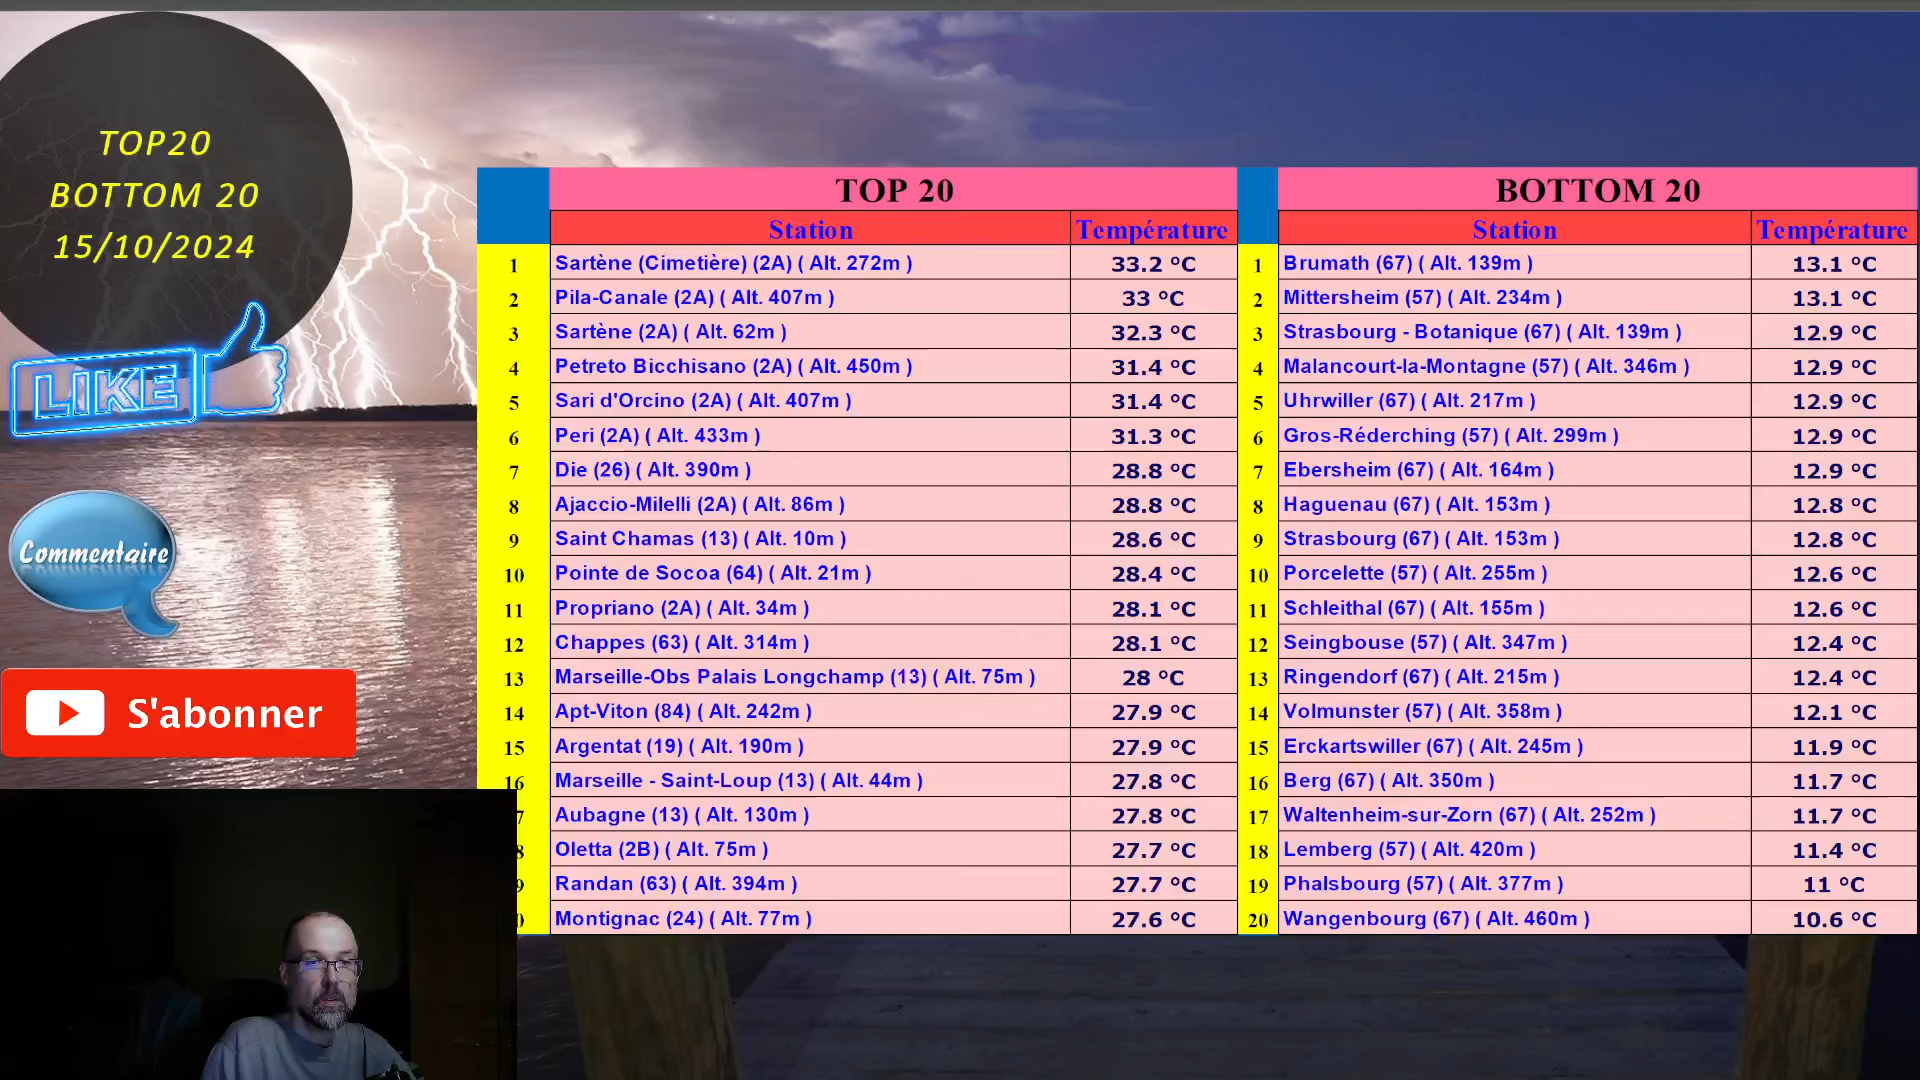 TOP20
BOTTOM 20
15/10/2024
LIKE
Commentaire
S'abonner
TOP 20
Station Température
1 Sartène (Cimetière) (2A) ( Alt. 272m ) 33.2 °C
2 Pila-Canale (2A) ( Alt. 407m ) 33 °C
3 Sartène (2A) ( Alt. 62m ) 32.3 °C
4 Petreto Bicchisano (2A) ( Alt. 450m ) 31.4 °C
5 Sari d'Orcino (2A) ( Alt. 407m ) 31.4 °C
6 Peri (2A) ( Alt. 433m ) 31.3 °C
7 Die (26) ( Alt. 390m ) 28.8 °C
8 Ajaccio-Milelli (2A) ( Alt. 86m ) 28.8 °C
9 Saint Chamas (13) ( Alt. 10m ) 28.6 °C
10 Pointe de Socoa (64) ( Alt. 21m ) 28.4 °C
11 Propriano (2A) ( Alt. 34m ) 28.1 °C
12 Chappes (63) ( Alt. 314m ) 28.1 °C
13 Marseille-Obs Palais Longchamp (13) ( Alt. 75m ) 28 °C
14 Apt-Viton (84) ( Alt. 242m ) 27.9 °C
15 Argentat (19) ( Alt. 190m ) 27.9 °C
16 Marseille - Saint-Loup (13) ( Alt. 44m ) 27.8 °C
7 Aubagne (13) ( Alt. 130m ) 27.8 °C
8 Oletta (2B) ( Alt. 75m ) 27.7 °C
9 Randan (63) ( Alt. 394m ) 27.7 °C
0 Montignac (24) ( Alt. 77m ) 27.6 °C
BOTTOM 20
Station Température
1 Brumath (67) ( Alt. 139m ) 13.1 °C
2 Mittersheim (57) ( Alt. 234m ) 13.1 °C
3 Strasbourg - Botanique (67) ( Alt. 139m ) 12.9 °C
4 Malancourt-la-Montagne (57) ( Alt. 346m ) 12.9 °C
5 Uhrwiller (67) ( Alt. 217m ) 12.9 °C
6 Gros-Réderching (57) ( Alt. 299m ) 12.9 °C
7 Ebersheim (67) ( Alt. 164m ) 12.9 °C
8 Haguenau (67) ( Alt. 153m ) 12.8 °C
9 Strasbourg (67) ( Alt. 153m ) 12.8 °C
10 Porcelette (57) ( Alt. 255m ) 12.6 °C
11 Schleithal (67) ( Alt. 155m ) 12.6 °C
12 Seingbouse (57) ( Alt. 347m ) 12.4 °C
13 Ringendorf (67) ( Alt. 215m ) 12.4 °C
14 Volmunster (57) ( Alt. 358m ) 12.1 °C
15 Erckartswiller (67) ( Alt. 245m ) 11.9 °C
16 Berg (67) ( Alt. 350m ) 11.7 °C
17 Waltenheim-sur-Zorn (67) ( Alt. 252m ) 11.7 °C
18 Lemberg (57) ( Alt. 420m ) 11.4 °C
19 Phalsbourg (57) ( Alt. 377m ) 11 °C
20 Wangenbourg (67) ( Alt. 460m ) 10.6 °C